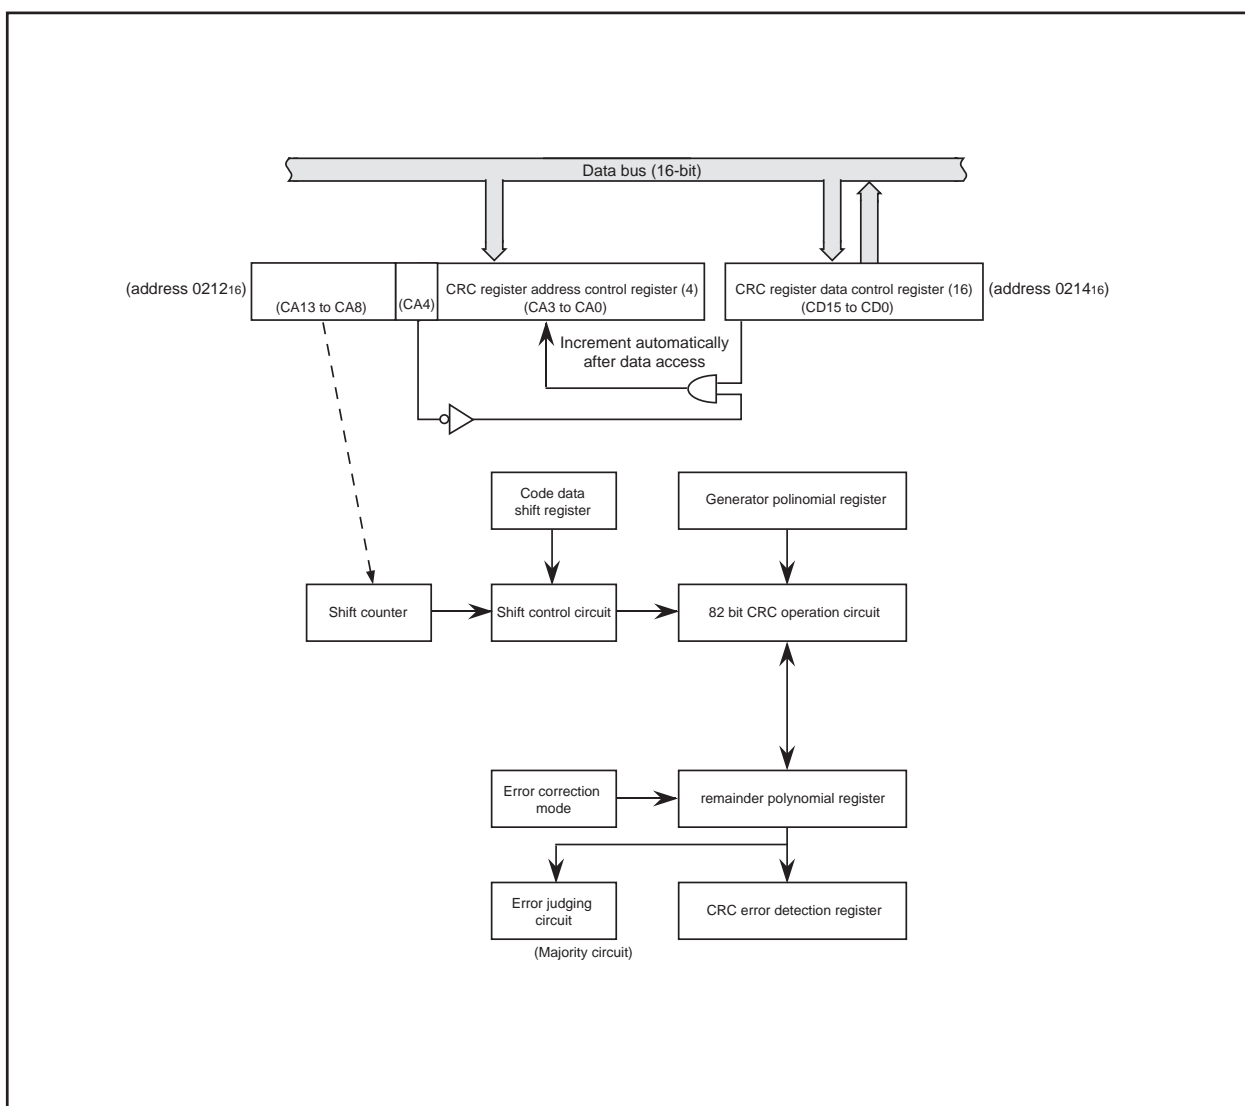 Data bus (16-bit)
(address 0212₁₆)
(CA13 to CA8)
(CA4)
CRC register address control register (4)
(CA3 to CA0)
CRC register data control register (16)
(CD15 to CD0)
(address 0214₁₆)
Increment automatically
after data access
Code data
shift register
Generator polinomial register
Shift counter
Shift control circuit
82 bit CRC operation circuit
Error correction
mode
remainder polynomial register
Error judging
circuit
(Majority circuit)
CRC error detection register